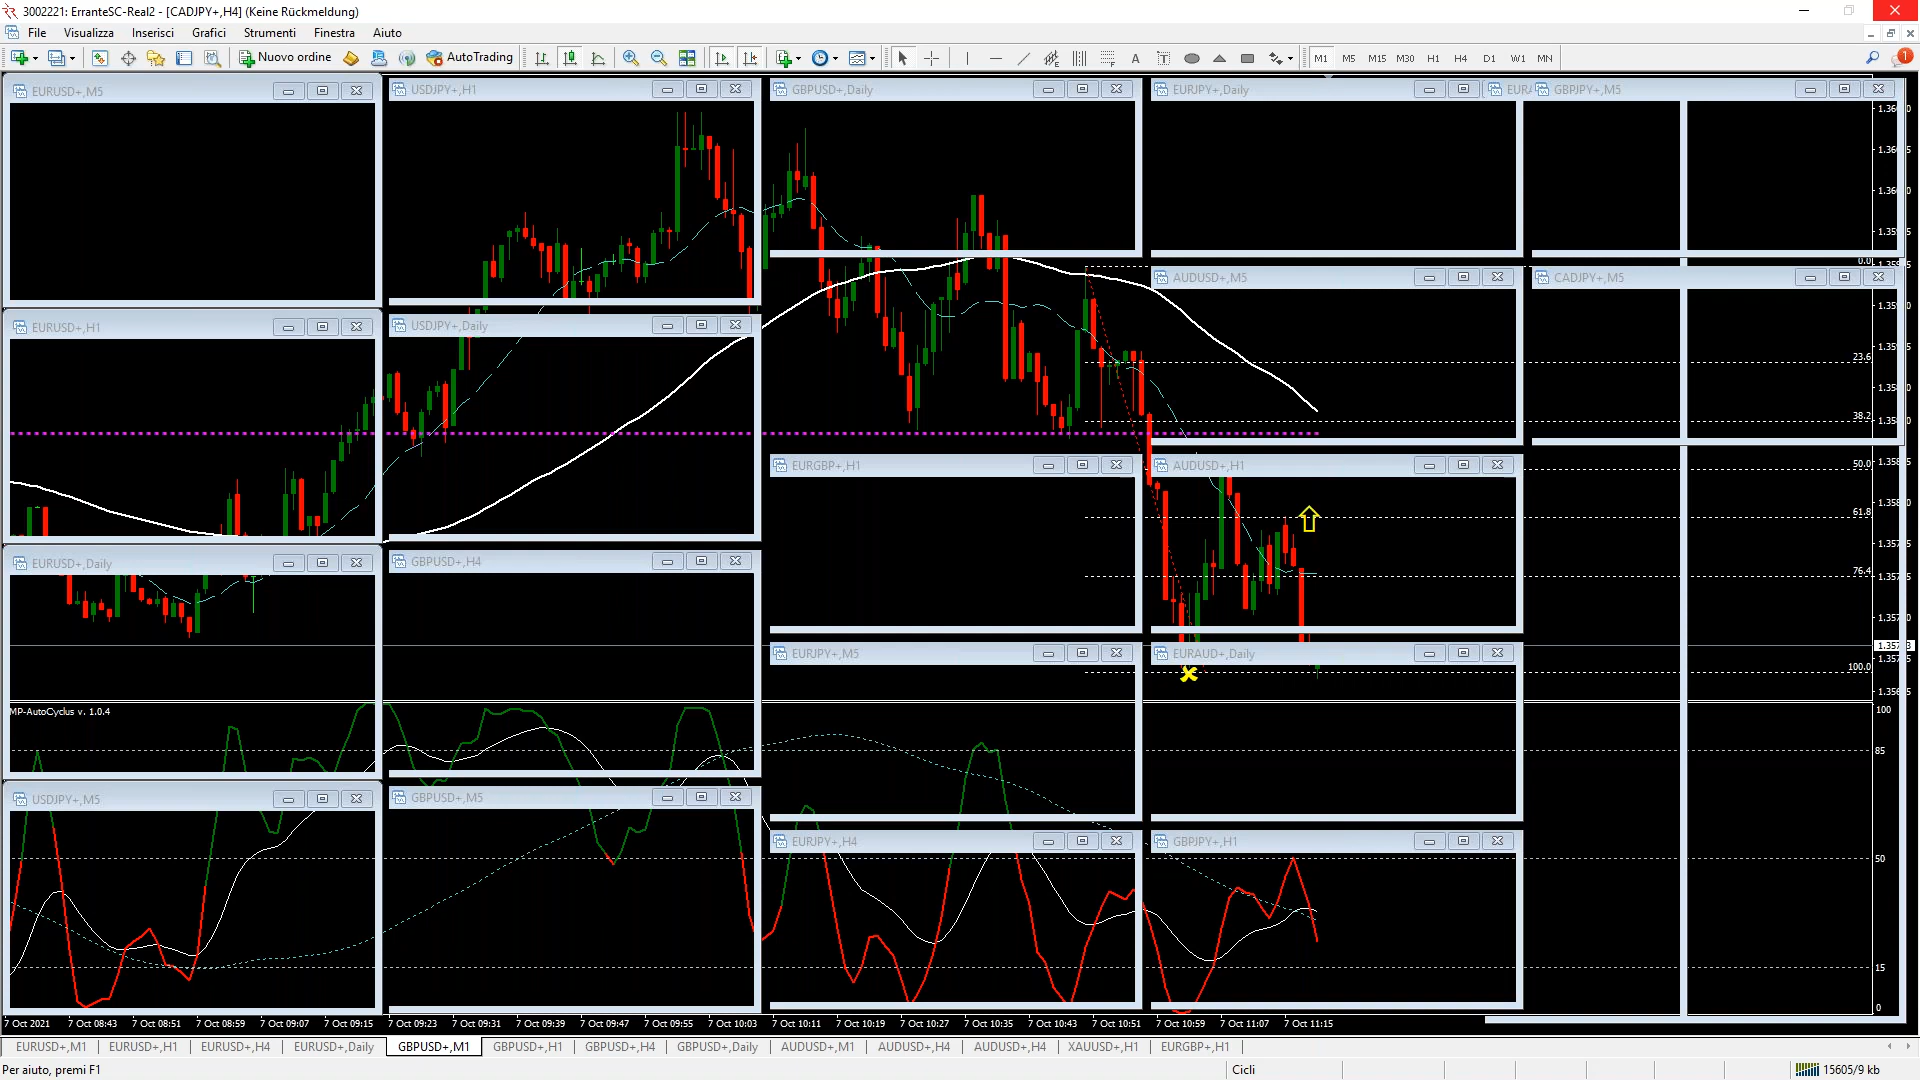 3002221: ErranteSC-Real2 - [CADJPY+,H4] (Keine Rückmeldung)
File Visualizza Inserisci Grafici Strumenti Finestra Aiuto
Nuovo ordine AutoTrading A T M1 M5 M15 M30 H1 H4 D1 W1 MN 1
EURUSD+,M5
USDJPY+,H1
GBPUSD+,Daily
EURJPY+,Daily
GBPJPY+,M5
0.0
EURUSD+,H1
USDJPY+,Daily
AUDUSD+,M5
CADJPY+,M5
23.6
38.2
EURGBP+,H1
AUDUSD+,H1
50.0
61.8
EURUSD+,Daily
GBPUSD+,H4
76.4
EURJPY+,M5
EURAUD+,Daily
100.0
MP-AutoCyclus v. 1.0.4
100
85
USDJPY+,M5
GBPUSD+,M5
EURJPY+,H4
GBPJPY+,H1
50
15
0
7 Oct 2021 7 Oct 08:43 7 Oct 08:51 7 Oct 08:59 7 Oct 09:07 7 Oct 09:15 7 Oct 09:23 7 Oct 09:31 7 Oct 09:39 7 Oct 09:47 7 Oct 09:55 7 Oct 10:03 7 Oct 10:11 7 Oct 10:19 7 Oct 10:27 7 Oct 10:35 7 Oct 10:43 7 Oct 10:51 7 Oct 10:59 7 Oct 11:07 7 Oct 11:15
EURUSD+,M1 EURUSD+,H1 EURUSD+,H4 EURUSD+,Daily GBPUSD+,M1 GBPUSD+,H1 GBPUSD+,H4 GBPUSD+,Daily AUDUSD+,M1 AUDUSD+,H4 AUDUSD+,H4 XAUUSD+,H1 EURGBP+,H1
Per aiuto, premi F1 Cicli 15605/9 kb